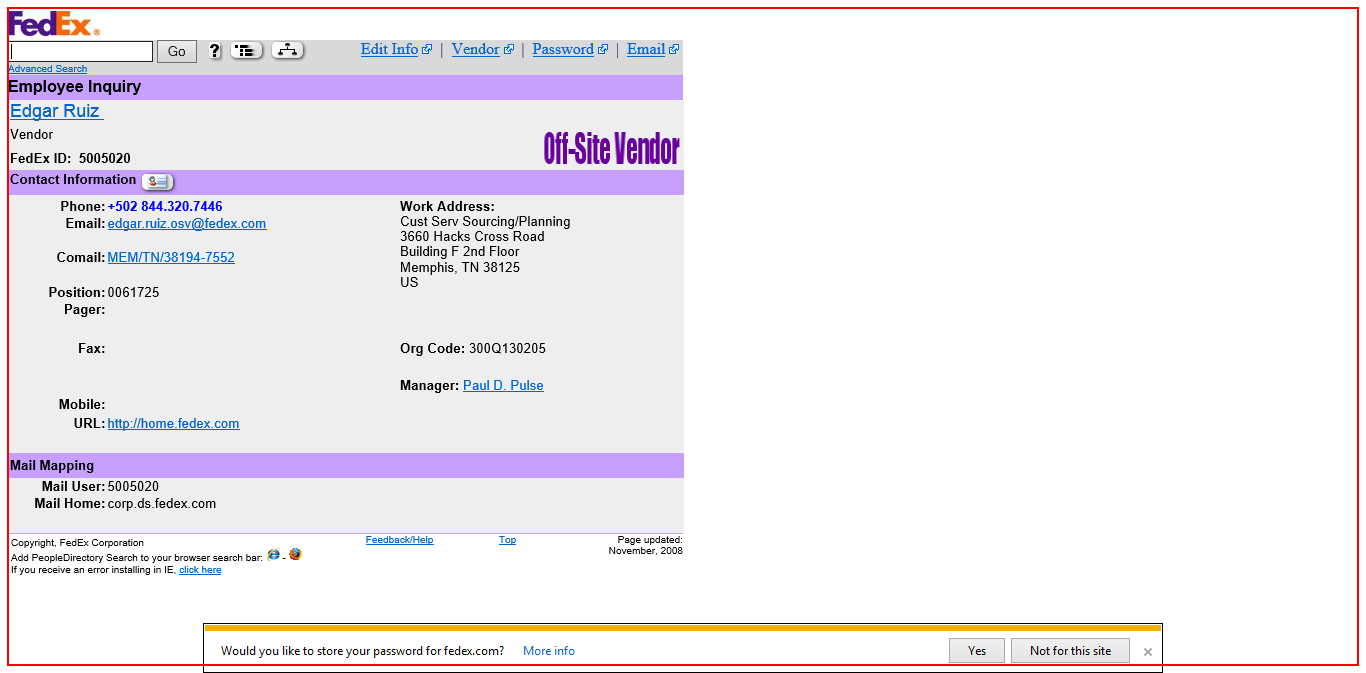 FedEx®
Go ? Edit Info | Vendor | Password | Email
Advanced Search
Employee Inquiry
Edgar Ruiz
Vendor
Off-Site Vendor
FedEx ID: 5005020
Contact Information
Phone: +502 844.320.7446
Email: edgar.ruiz.osv@fedex.com
Comail: MEM/TN/38194-7552
Position: 0061725
Pager:
Fax:
Mobile:
URL: http://home.fedex.com
Work Address:
Cust Serv Sourcing/Planning
3660 Hacks Cross Road
Building F 2nd Floor
Memphis, TN 38125
US
Org Code: 300Q130205
Manager: Paul D. Pulse
Mail Mapping
Mail User: 5005020
Mail Home: corp.ds.fedex.com
Copyright, FedEx Corporation
Add PeopleDirectory Search to your browser search bar: -
If you receive an error installing in IE, click here
Feedback/Help
Top
Page updated:
November, 2008
Would you like to store your password for fedex.com? More info Yes Not for this site ×